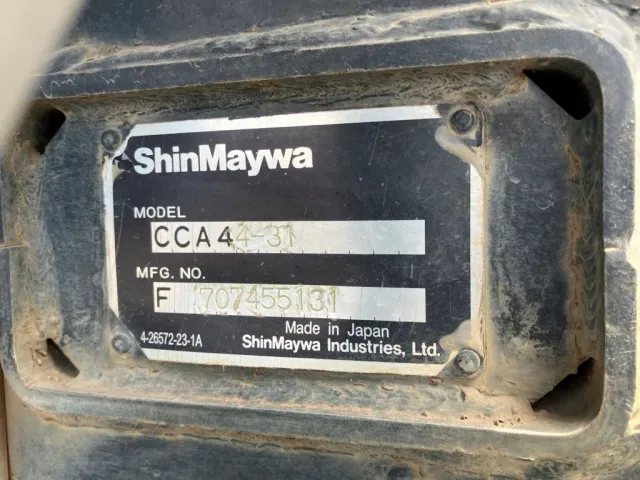 ShinMaywa
MODEL
CCA44-31
MFG. NO.
F 707455131
Made in Japan
4-26572-23-1A
ShinMaywa Industries, Ltd.